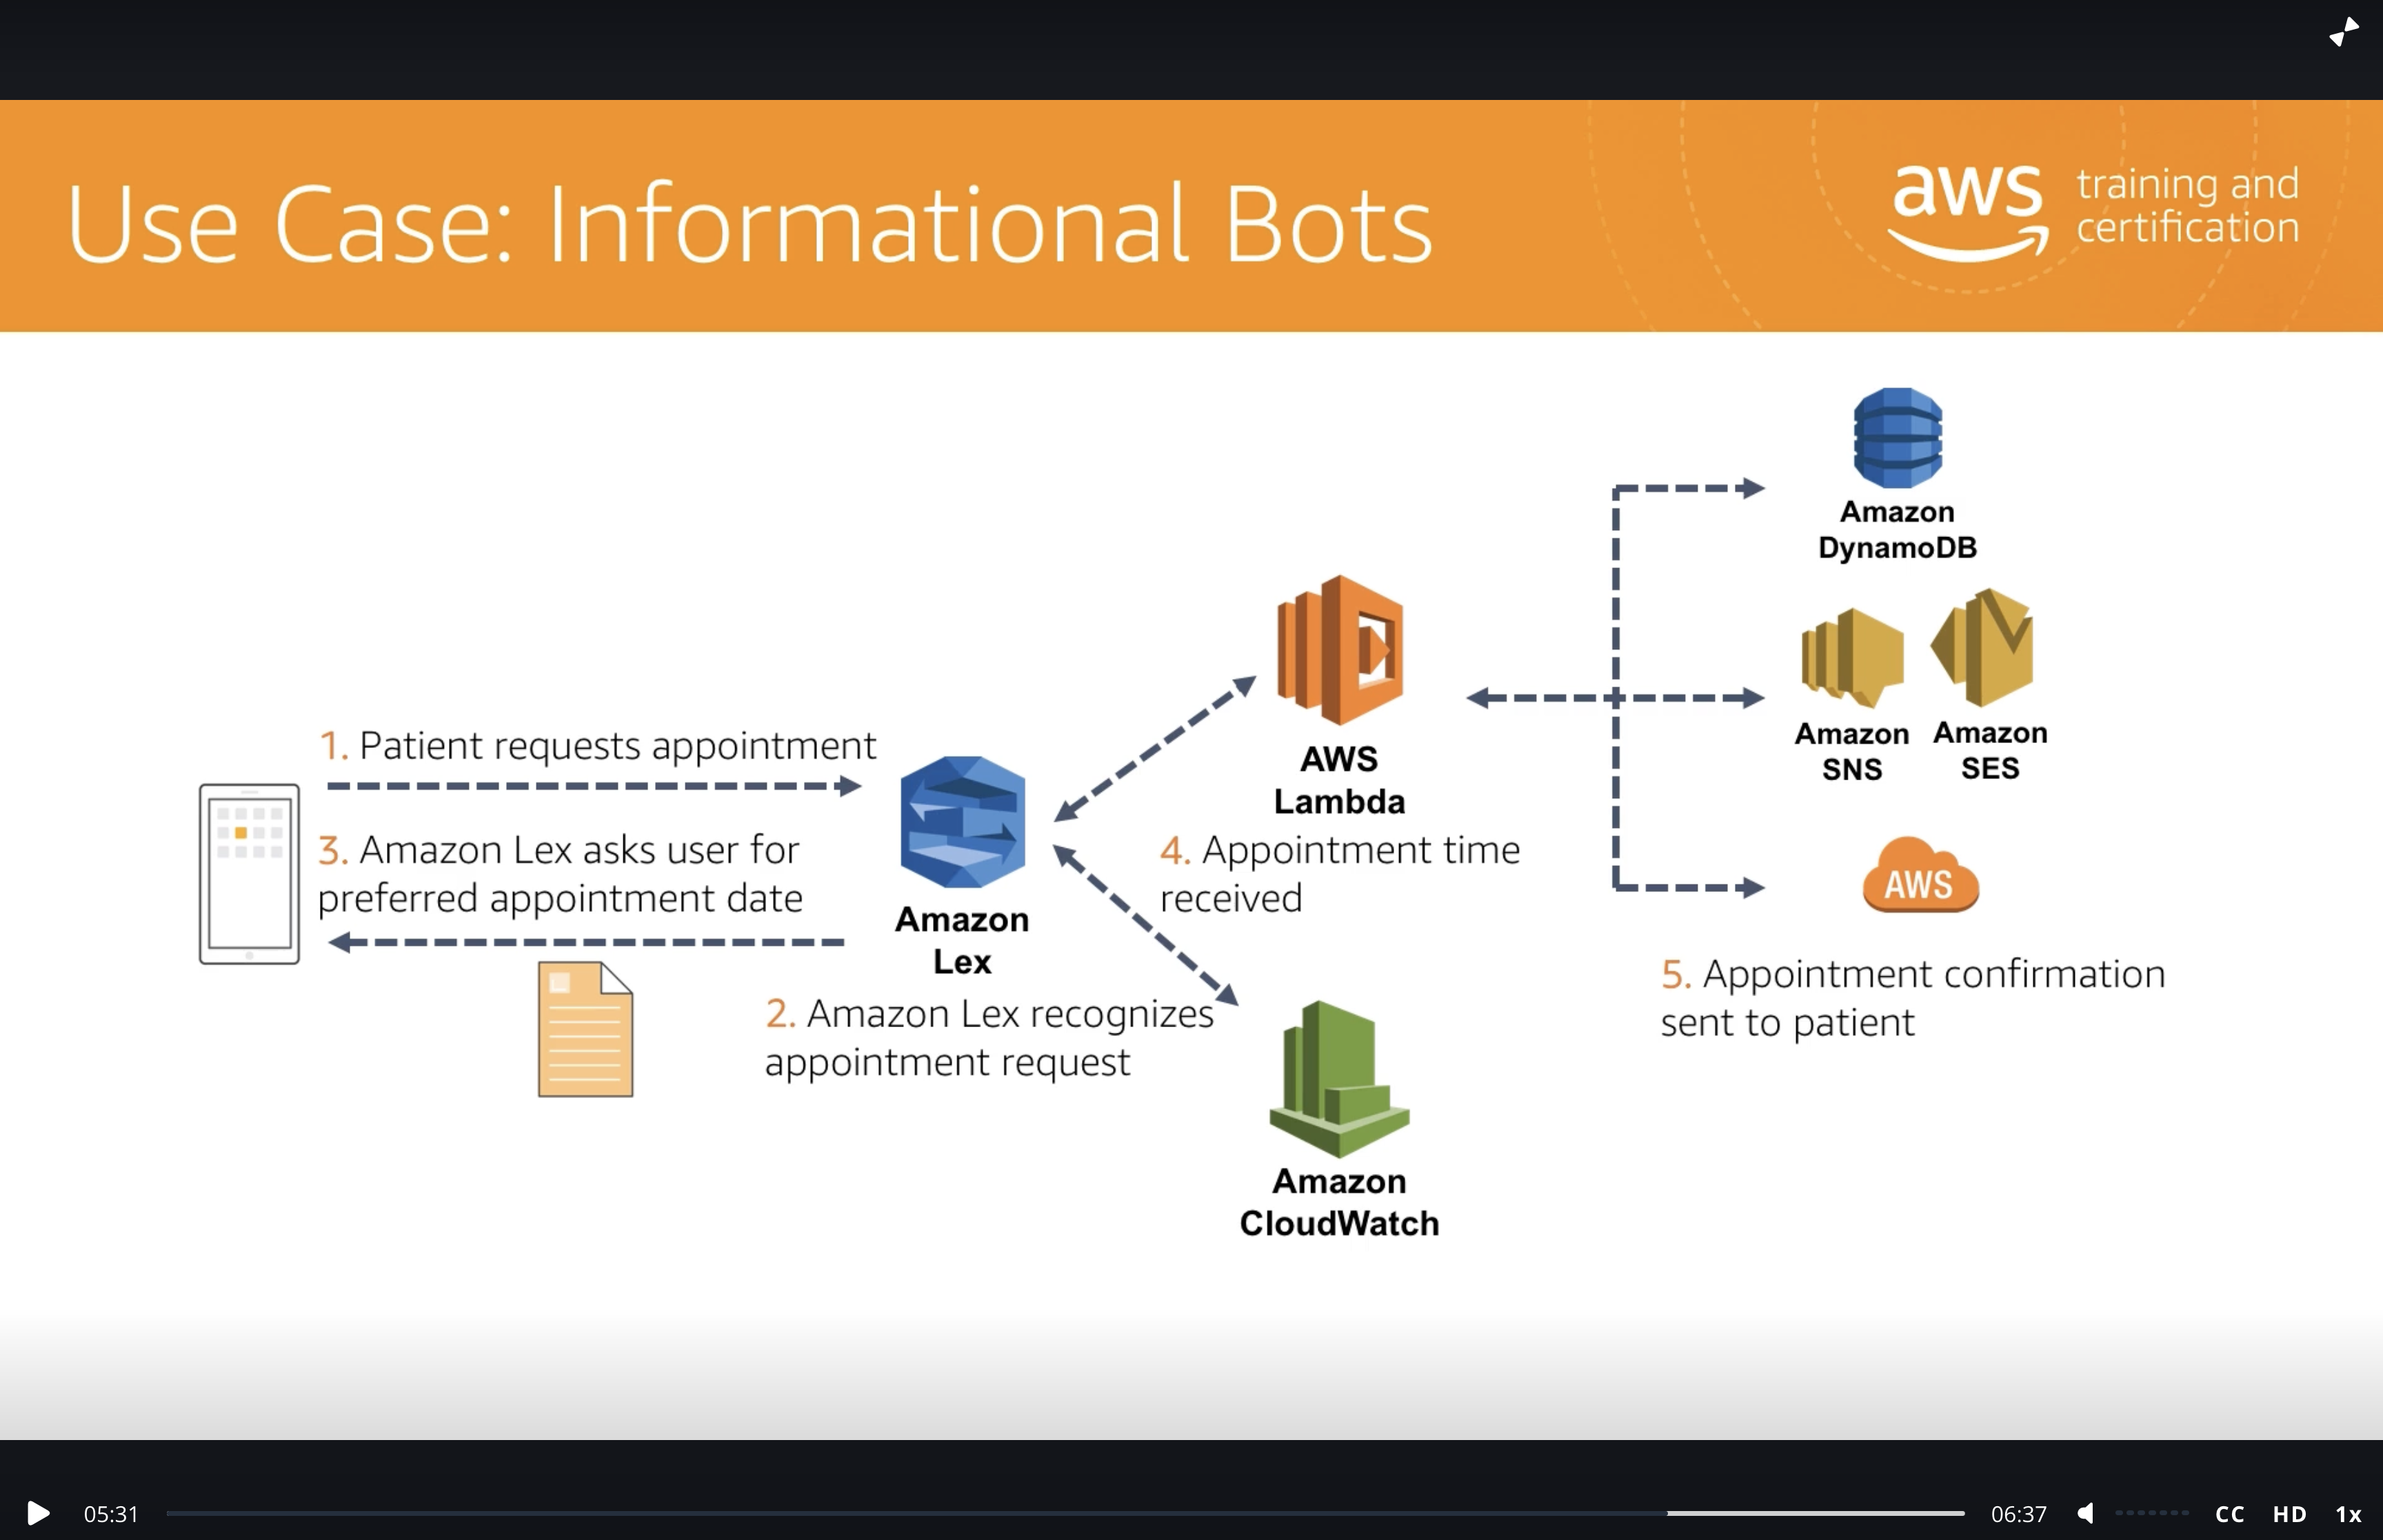 Use Case: Informational Bots
aws
training and
certification
Amazon
DynamoDB
Amazon
SNS
Amazon
SES
AWS
Lambda
1. Patient requests appointment
3. Amazon Lex asks user for
preferred appointment date
Amazon
Lex
4. Appointment time
received
AWS
2. Amazon Lex recognizes
appointment request
5. Appointment confirmation
sent to patient
Amazon
CloudWatch
05:31
06:37
CC
HD
1x